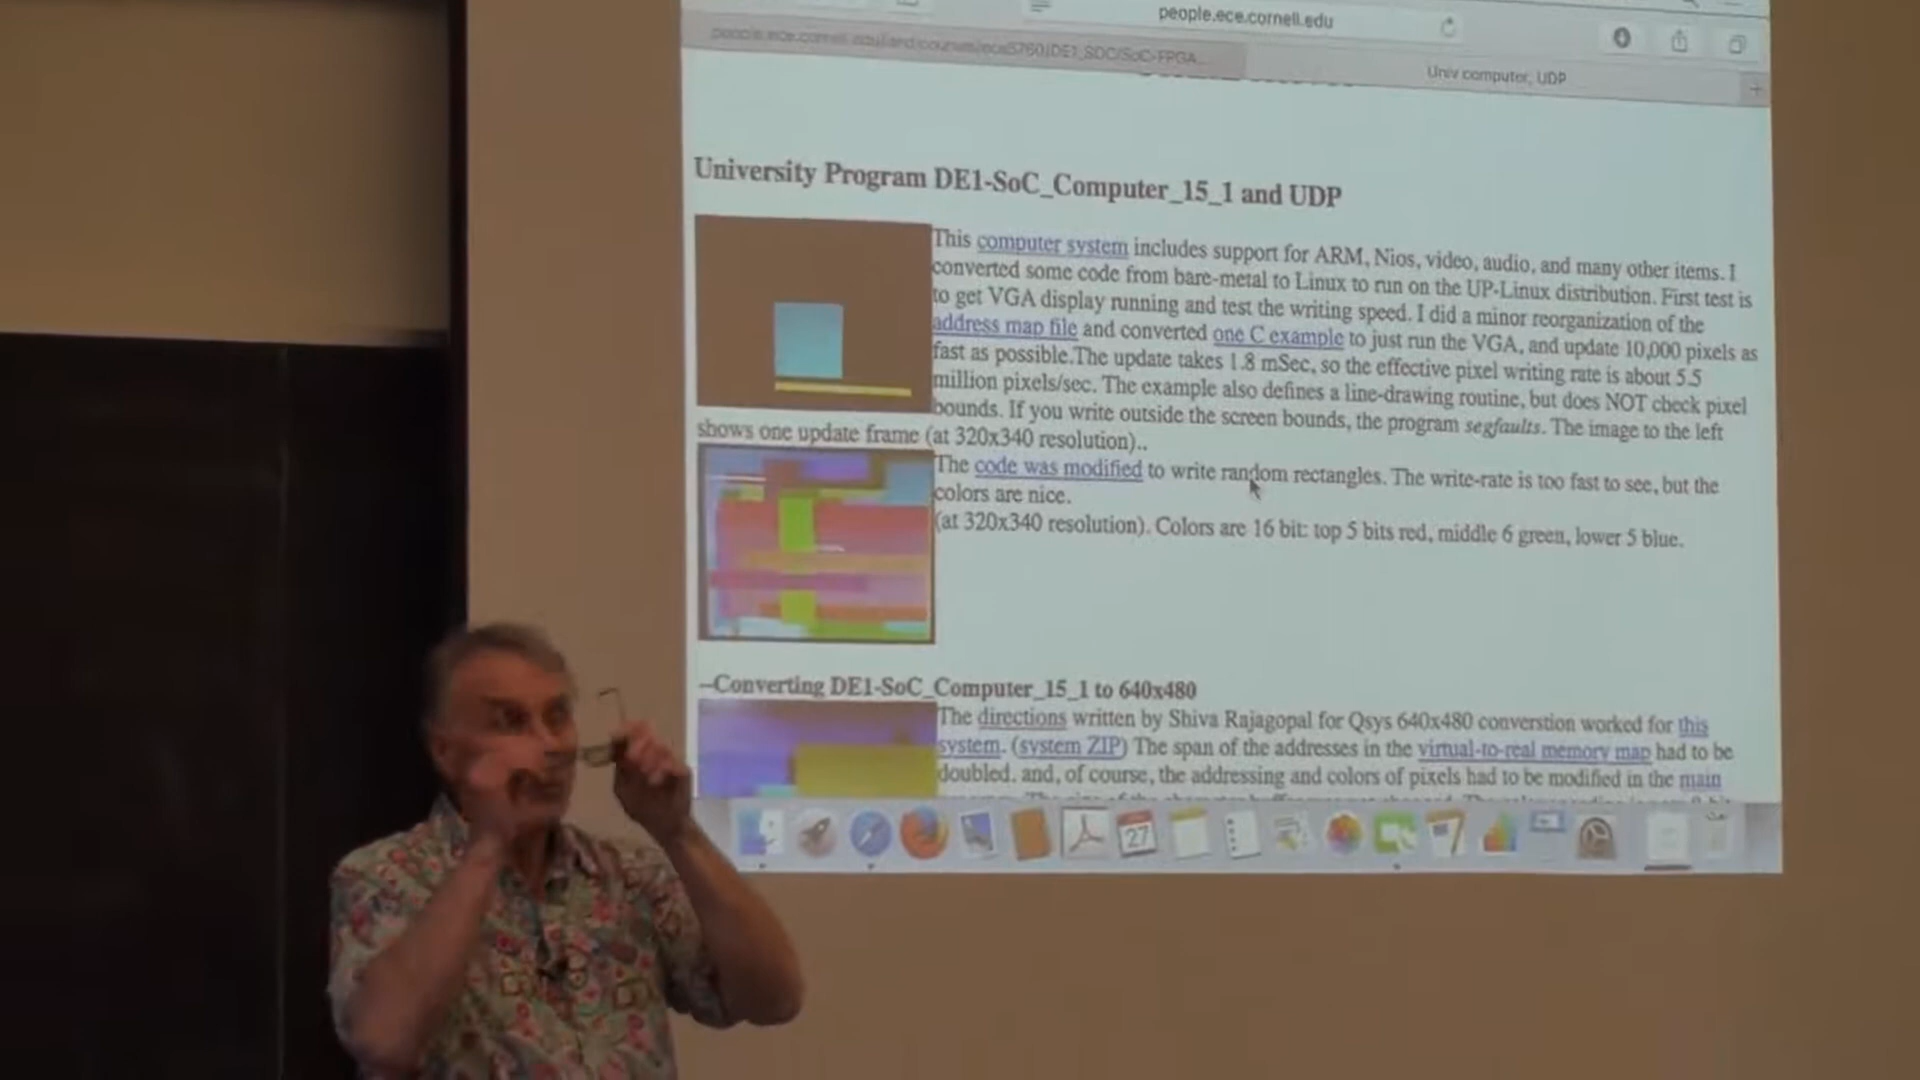 people.ece.cornell.edu
Univ computer, UDP
University Program DE1-SoC_Computer_15_1 and UDP
This computer system includes support for ARM, Nios, video, audio, and many other items. I
converted some code from bare-metal to Linux to run on the UP-Linux distribution. First test is
to get VGA display running and test the writing speed. I did a minor reorganization of the
address map file and converted one C example to just run the VGA, and update 10,000 pixels as
fast as possible.The update takes 1.8 mSec, so the effective pixel writing rate is about 5.5
million pixels/sec. The example also defines a line-drawing routine, but does NOT check pixel
bounds. If you write outside the screen bounds, the program segfaults. The image to the left
shows one update frame (at 320x340 resolution)..
The code was modified to write random rectangles. The write-rate is too fast to see, but the
colors are nice.
(at 320x340 resolution). Colors are 16 bit: top 5 bits red, middle 6 green, lower 5 blue.
--Converting DE1-SoC_Computer_15_1 to 640x480
The directions written by Shiva Rajagopal for Qsys 640x480 converstion worked for this
system. (system ZIP) The span of the addresses in the virtual-to-real memory map had to be
doubled. and, of course, the addressing and colors of pixels had to be modified in the main
27